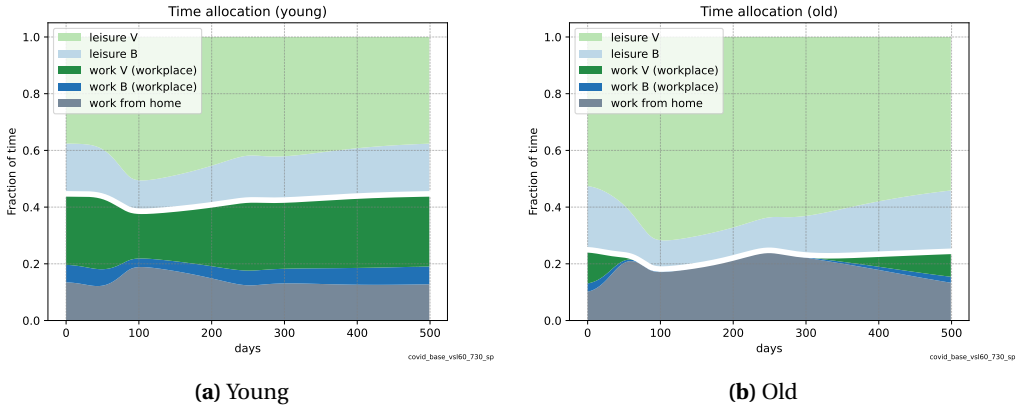 Time allocation (young)
1.0
0.8
0.6
0.4
0.2
0.0
Fraction of time
leisure V
leisure B
work V (workplace)
work B (workplace)
work from home
0 100 200 300 400 500
days
covid_base_vsl60_730_sp
(a) Young
Time allocation (old)
1.0
0.8
0.6
0.4
0.2
0.0
Fraction of time
leisure V
leisure B
work V (workplace)
work B (workplace)
work from home
0 100 200 300 400 500
days
covid_base_vsl60_730_sp
(b) Old